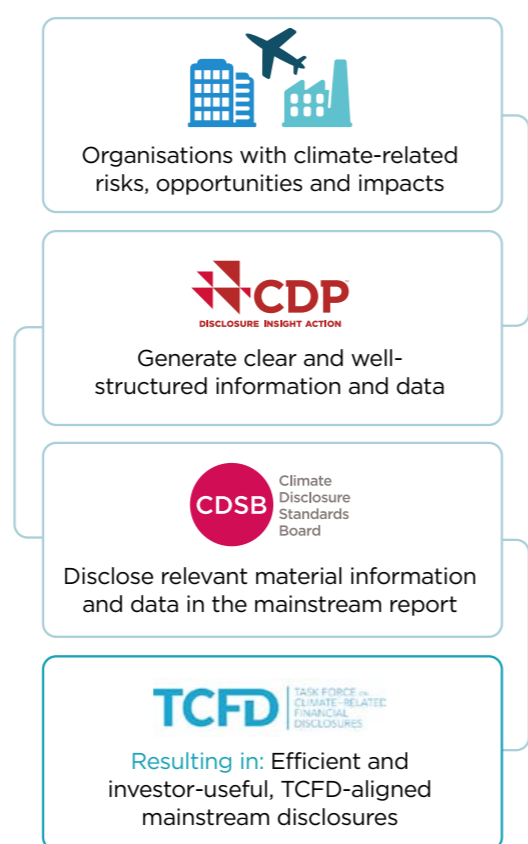 Organisations with climate-related
risks, opportunities and impacts
CDP
DISCLOSURE INSIGHT ACTION
Generate clear and well-
structured information and data
CDSB
Climate
Disclosure
Standards
Board
Disclose relevant material information
and data in the mainstream report
TCFD
TASK FORCE ON
CLIMATE-RELATED
FINANCIAL
DISCLOSURES
Resulting in: Efficient and
investor-useful, TCFD-aligned
mainstream disclosures